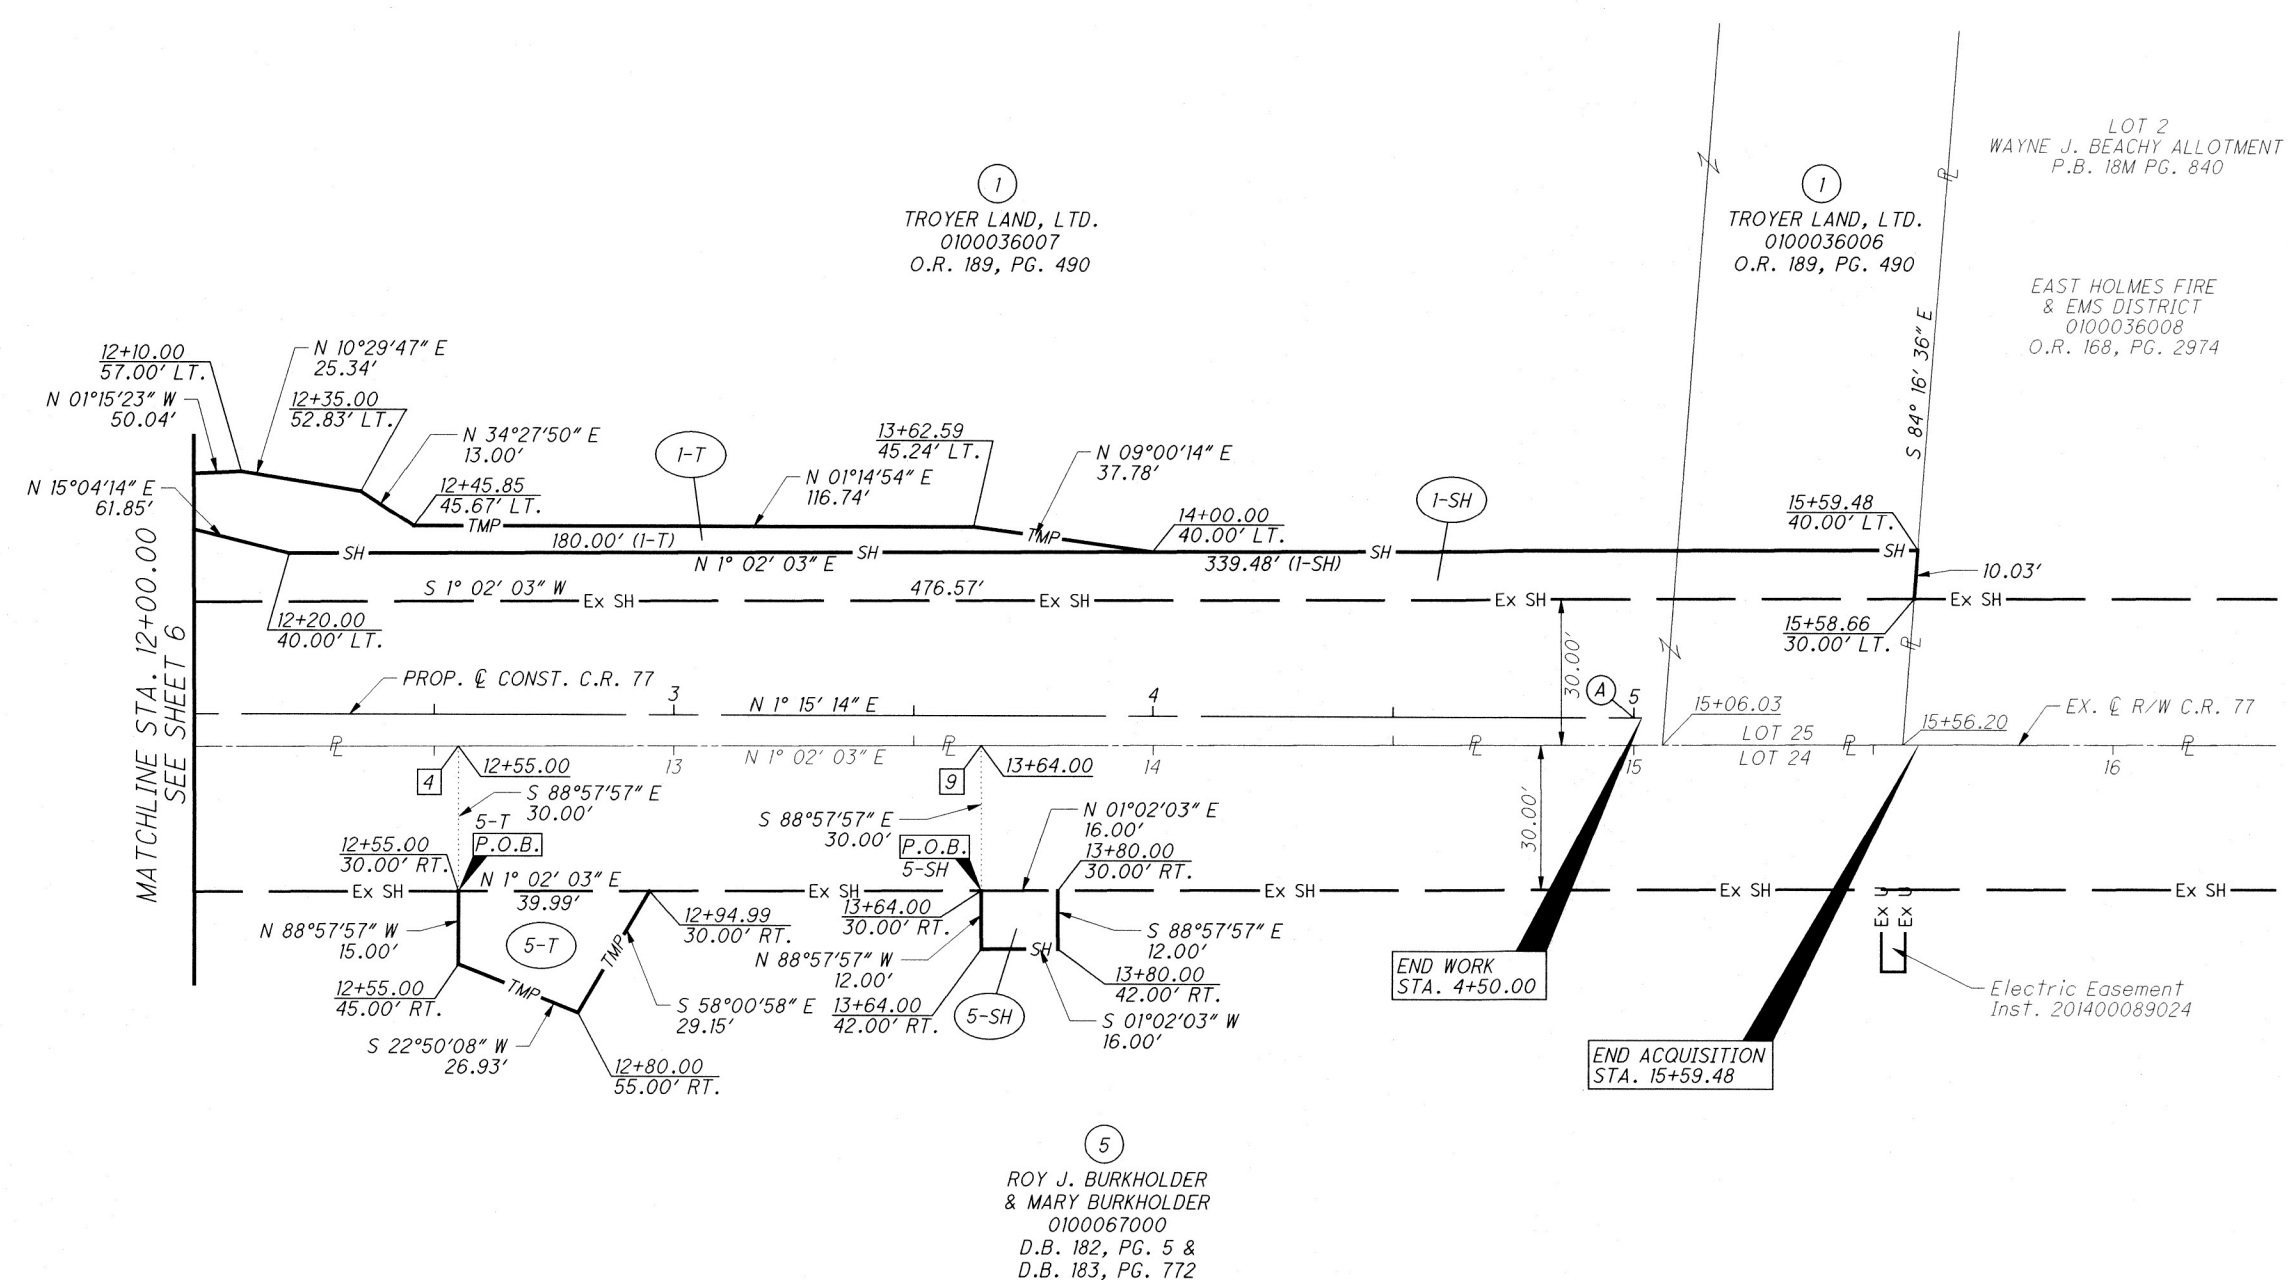 LOT 2
WAYNE J. BEACHY ALLOTMENT
P.B. 18M PG. 840
1
TROYER LAND, LTD.
0100036007
O.R. 189, PG. 490
1
TROYER LAND, LTD.
0100036006
O.R. 189, PG. 490
EAST HOLMES FIRE
& EMS DISTRICT
0100036008
O.R. 168, PG. 2974
S 84° 16' 36" E
PL
12+10.00
57.00' LT.
N 10°29'47" E
25.34'
N 01°15'23" W
50.04'
12+35.00
52.83' LT.
N 34°27'50" E
13.00'
N 15°04'14" E
61.85'
12+45.85
45.67' LT.
1-T
N 01°14'54" E
116.74'
13+62.59
45.24' LT.
N 09°00'14" E
37.78'
14+00.00
40.00' LT.
1-SH
15+59.48
40.00' LT.
TMP
TMP
180.00' (1-T)
SH
SH
SH
SH
N 1° 02' 03" E
339.48' (1-SH)
10.03'
S 1° 02' 03" W
476.57'
Ex SH
Ex SH
Ex SH
Ex SH
12+20.00
40.00' LT.
15+58.66
30.00' LT.
PL
MATCHLINE STA. 12+00.00
SEE SHEET 6
PROP. CL CONST. C.R. 77
3
N 1° 15' 14" E
4
30.00'
A
5
15+06.03
15+56.20
EX. CL R/W C.R. 77
LOT 25
LOT 24
PL
PL
PL
PL
PL
N 1° 02' 03" E
13
14
15
16
4
12+55.00
9
13+64.00
S 88°57'57" E
30.00'
S 88°57'57" E
30.00'
30.00'
N 01°02'03" E
16.00'
5-T
P.O.B.
12+55.00
30.00' RT.
P.O.B.
5-SH
13+80.00
30.00' RT.
Ex SH
Ex SH
Ex SH
Ex SH
Ex SH
N 1° 02' 03" E
39.99'
12+94.99
30.00' RT.
13+64.00
30.00' RT.
N 88°57'57" W
15.00'
5-T
TMP
TMP
S 88°57'57" E
12.00'
N 88°57'57" W
12.00'
SH
12+55.00
45.00' RT.
S 58°00'58" E
29.15'
13+64.00
42.00' RT.
5-SH
13+80.00
42.00' RT.
S 01°02'03" W
16.00'
S 22°50'08" W
26.93'
12+80.00
55.00' RT.
END WORK
STA. 4+50.00
END ACQUISITION
STA. 15+59.48
Ex U
Ex U
Electric Easement
Inst. 201400089024
5
ROY J. BURKHOLDER
& MARY BURKHOLDER
0100067000
D.B. 182, PG. 5 &
D.B. 183, PG. 772